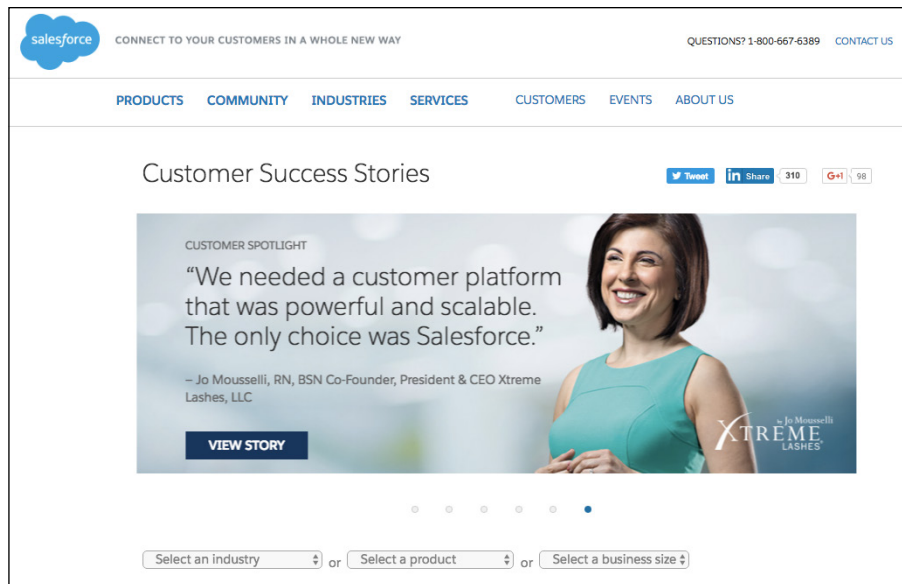 salesforce
CONNECT TO YOUR CUSTOMERS IN A WHOLE NEW WAY
QUESTIONS? 1-800-667-6389 CONTACT US
PRODUCTS COMMUNITY INDUSTRIES SERVICES CUSTOMERS EVENTS ABOUT US
Customer Success Stories
Tweet in Share 310 G+1 98
CUSTOMER SPOTLIGHT
“We needed a customer platform
that was powerful and scalable.
The only choice was Salesforce.”
– Jo Mousselli, RN, BSN Co-Founder, President & CEO Xtreme
Lashes, LLC
VIEW STORY
by Jo Mousselli
XTREME
LASHES®
Select an industry or Select a product or Select a business size